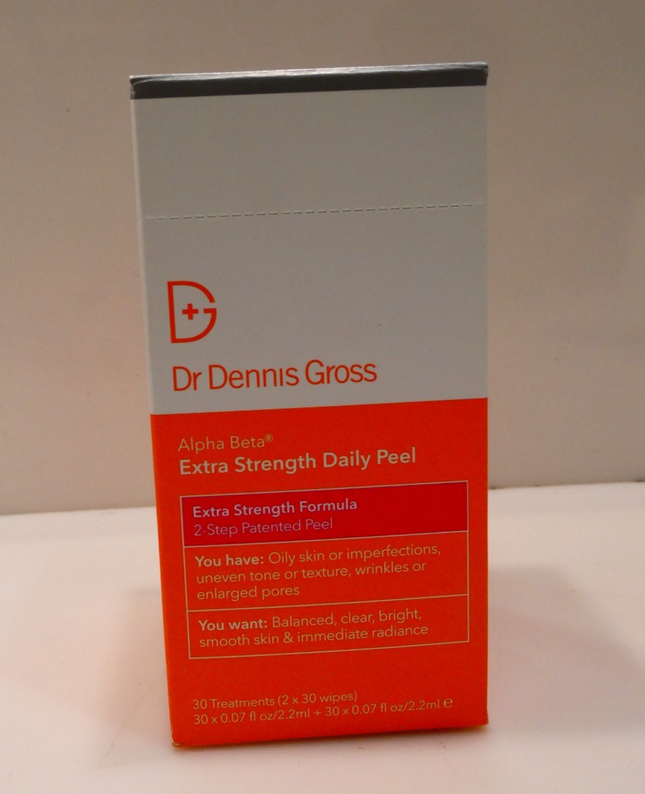 D+G
Dr Dennis Gross
Alpha Beta®
Extra Strength Daily Peel
Extra Strength Formula
2-Step Patented Peel
You have: Oily skin or imperfections,
uneven tone or texture, wrinkles or
enlarged pores
You want: Balanced, clear, bright,
smooth skin & immediate radiance
30 Treatments (2 x 30 wipes)
30 x 0.07 fl oz/2.2ml + 30 x 0.07 fl oz/2.2ml ℮